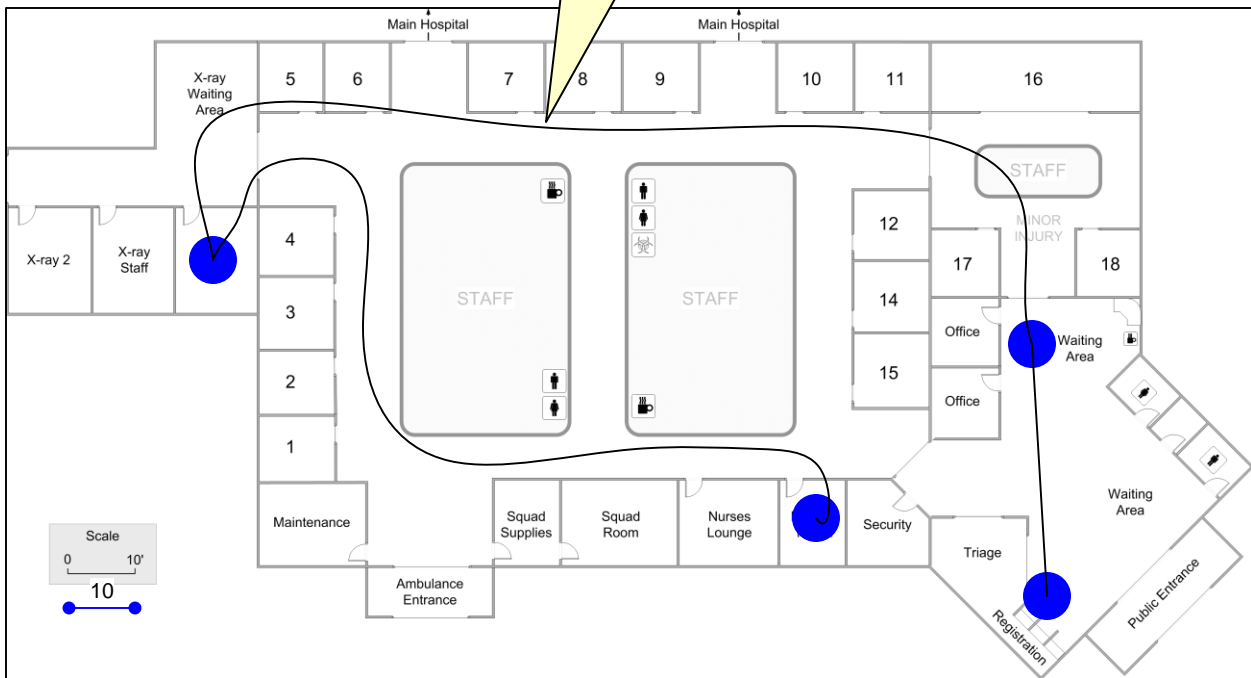 Main Hospital
Main Hospital
X-ray
Waiting
Area
5
6
7
8
9
10
11
16
STAFF
MINOR
INJURY
12
4
17
18
X-ray 2
X-ray
Staff
STAFF
STAFF
3
14
Office
Waiting
Area
2
15
Office
1
Waiting
Area
Maintenance
Squad
Supplies
Squad
Room
Nurses
Lounge
Security
Triage
Scale
0
10'
10
Ambulance
Entrance
Registration
Public Entrance